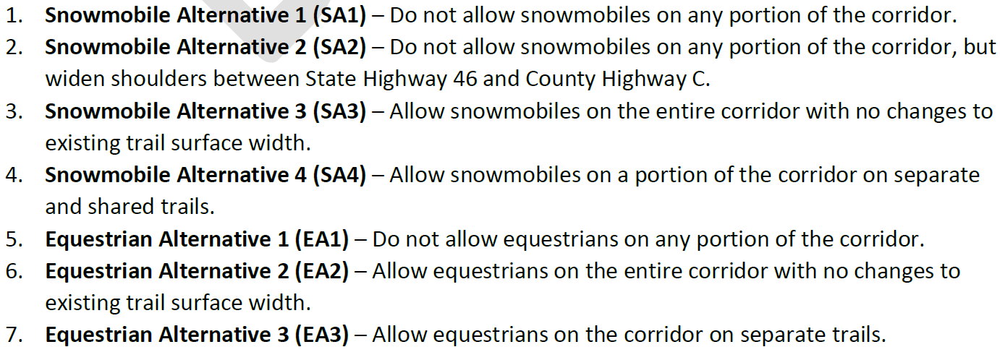 1. Snowmobile Alternative 1 (SA1) – Do not allow snowmobiles on any portion of the corridor.
2. Snowmobile Alternative 2 (SA2) – Do not allow snowmobiles on any portion of the corridor, but
widen shoulders between State Highway 46 and County Highway C.
3. Snowmobile Alternative 3 (SA3) – Allow snowmobiles on the entire corridor with no changes to
existing trail surface width.
4. Snowmobile Alternative 4 (SA4) – Allow snowmobiles on a portion of the corridor on separate
and shared trails.
5. Equestrian Alternative 1 (EA1) – Do not allow equestrians on any portion of the corridor.
6. Equestrian Alternative 2 (EA2) – Allow equestrians on the entire corridor with no changes to
existing trail surface width.
7. Equestrian Alternative 3 (EA3) – Allow equestrians on the corridor on separate trails.